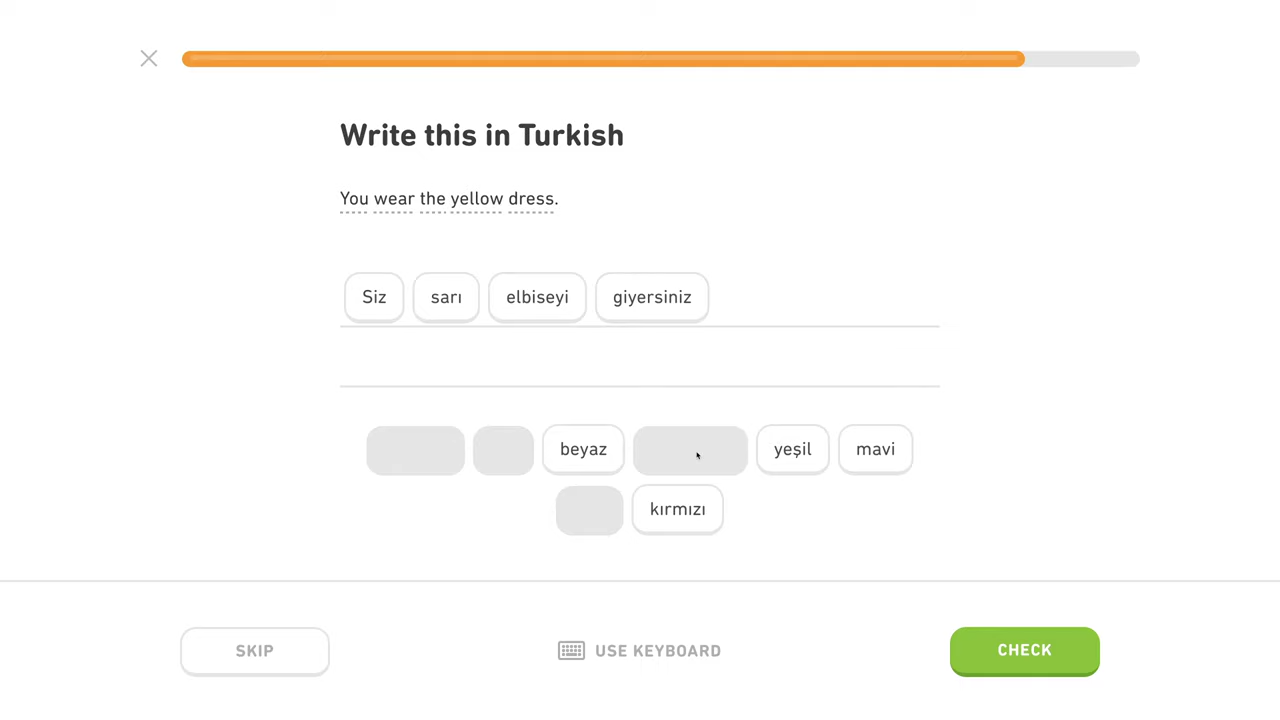 Write this in Turkish
You wear the yellow dress.
Siz sarı elbiseyi giyersiniz
beyaz yeşil mavi
kırmızı
SKIP USE KEYBOARD CHECK